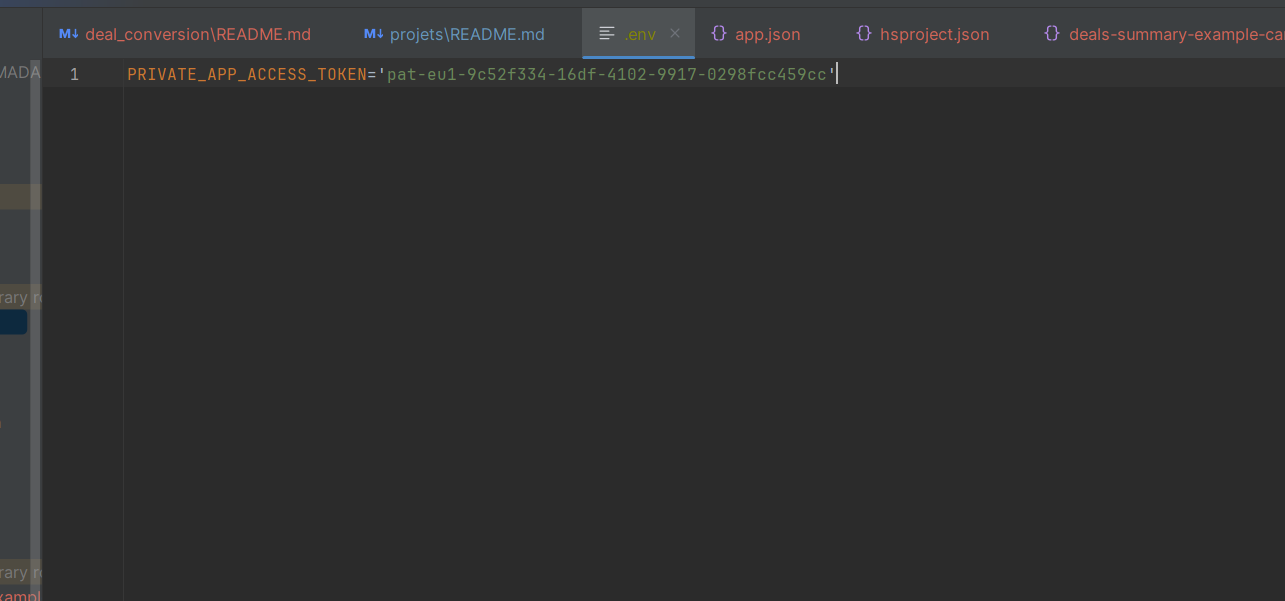 deal_conversion\README.md projets\README.md .env app.json hsproject.json deals-summary-example-ca
MADA
1 PRIVATE_APP_ACCESS_TOKEN='pat-eu1-9c52f334-16df-4102-9917-0298fcc459cc'
rary r
rary r
xampl